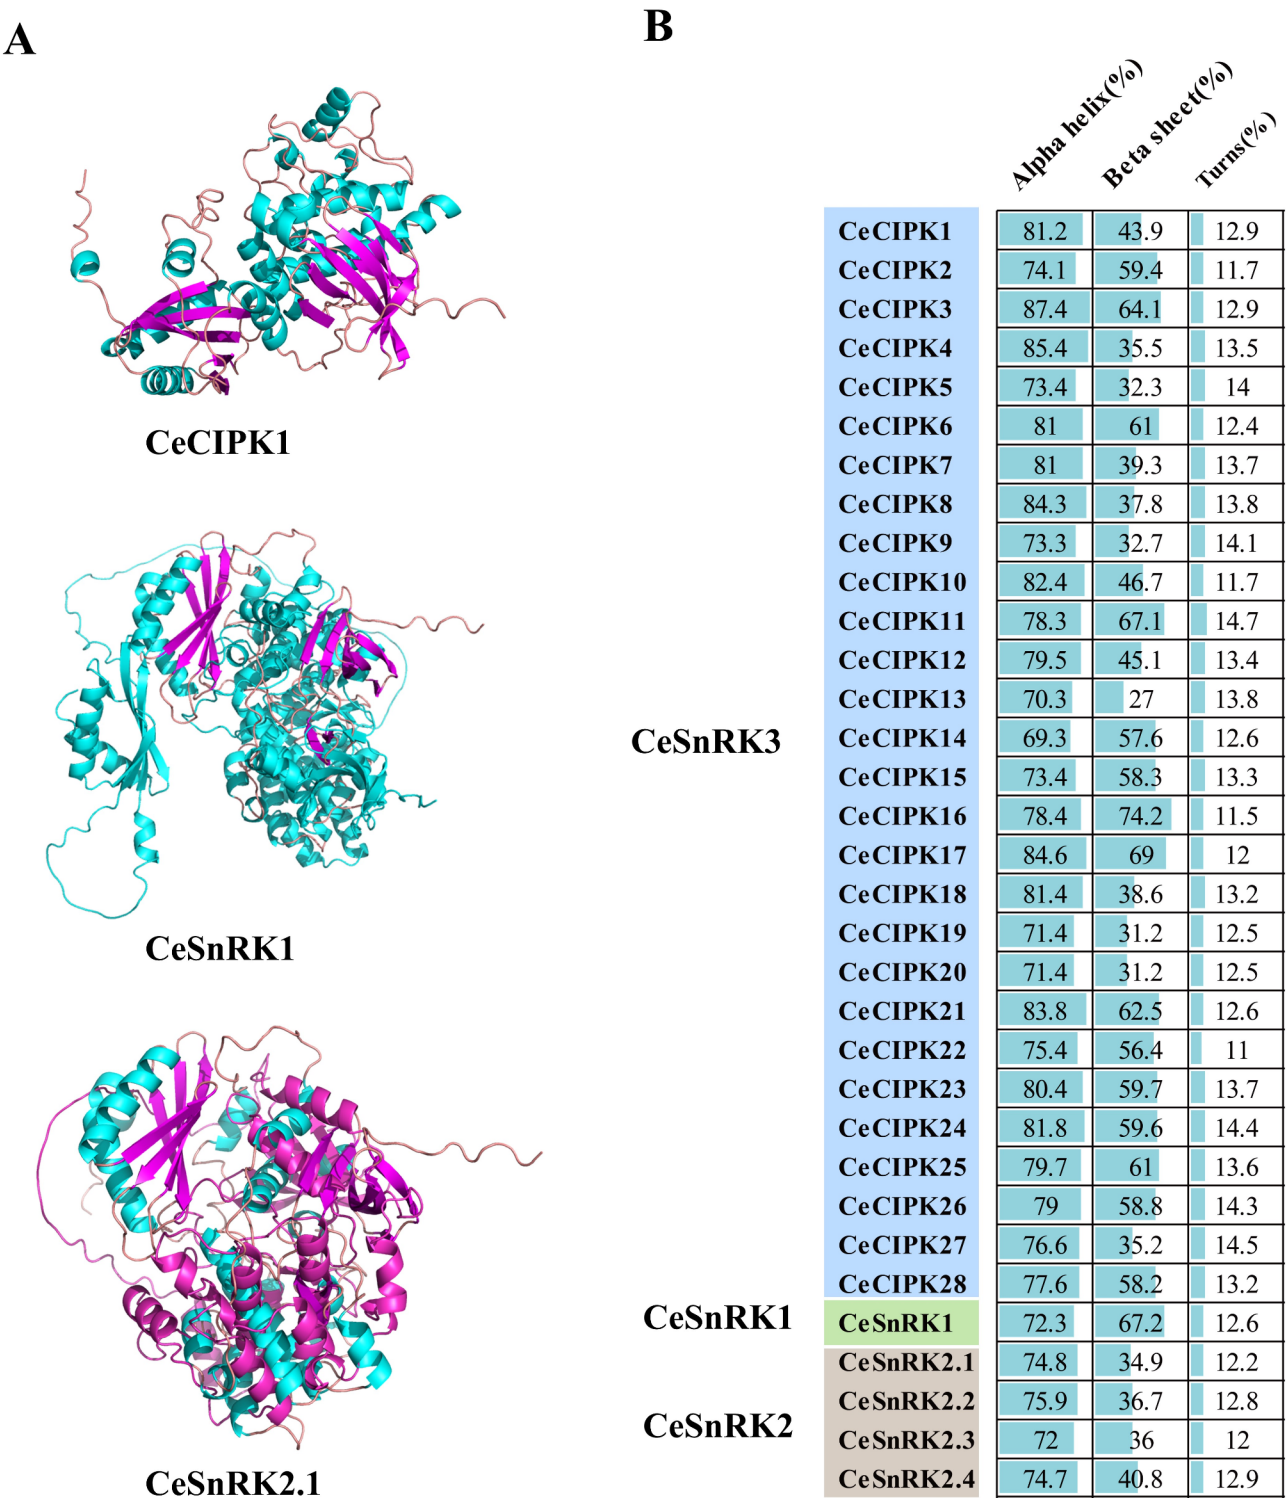 A
CeCIPK1
CeSnRK1
CeSnRK2.1
B
Alpha helix(%) Beta sheet(%) Turns(%)
CeCIPK1 81.2 43.9 12.9
CeCIPK2 74.1 59.4 11.7
CeCIPK3 87.4 64.1 12.9
CeCIPK4 85.4 35.5 13.5
CeCIPK5 73.4 32.3 14
CeCIPK6 81 61 12.4
CeCIPK7 81 39.3 13.7
CeCIPK8 84.3 37.8 13.8
CeCIPK9 73.3 32.7 14.1
CeCIPK10 82.4 46.7 11.7
CeCIPK11 78.3 67.1 14.7
CeCIPK12 79.5 45.1 13.4
CeCIPK13 70.3 27 13.8
CeSnRK3
CeCIPK14 69.3 57.6 12.6
CeCIPK15 73.4 58.3 13.3
CeCIPK16 78.4 74.2 11.5
CeCIPK17 84.6 69 12
CeCIPK18 81.4 38.6 13.2
CeCIPK19 71.4 31.2 12.5
CeCIPK20 71.4 31.2 12.5
CeCIPK21 83.8 62.5 12.6
CeCIPK22 75.4 56.4 11
CeCIPK23 80.4 59.7 13.7
CeCIPK24 81.8 59.6 14.4
CeCIPK25 79.7 61 13.6
CeCIPK26 79 58.8 14.3
CeCIPK27 76.6 35.2 14.5
CeCIPK28 77.6 58.2 13.2
CeSnRK1
CeSnRK1 72.3 67.2 12.6
CeSnRK2.1 74.8 34.9 12.2
CeSnRK2.2 75.9 36.7 12.8
CeSnRK2
CeSnRK2.3 72 36 12
CeSnRK2.4 74.7 40.8 12.9